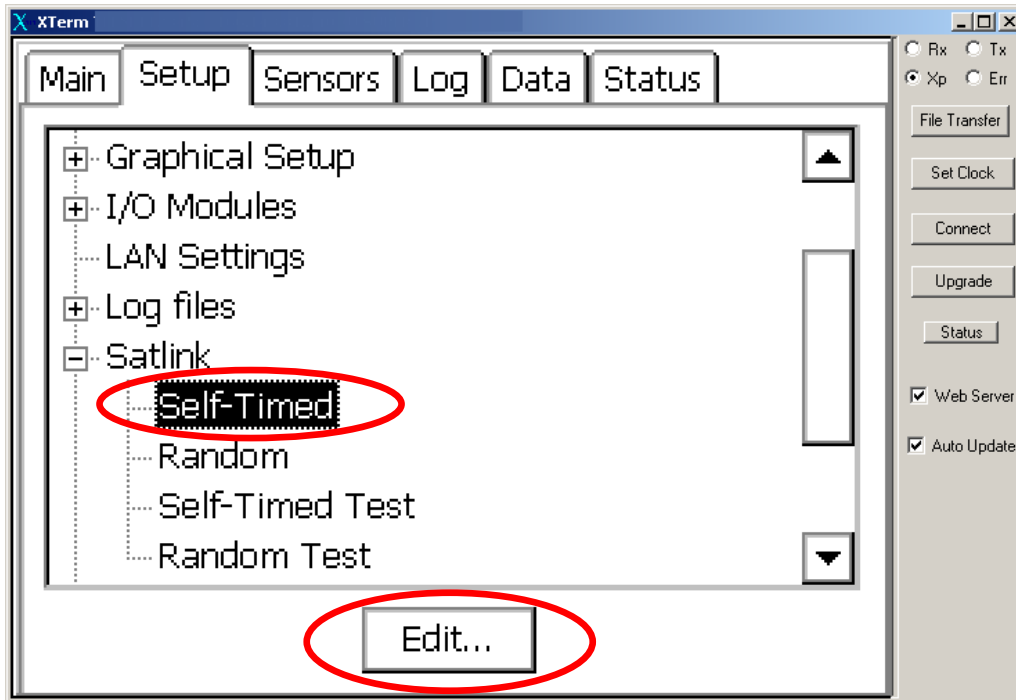 XTerm
Main Setup Sensors Log Data Status
Graphical Setup
I/O Modules
LAN Settings
Log files
Satlink
Self-Timed
Random
Self-Timed Test
Random Test
Edit...
Rx Tx
Xp Err
File Transfer
Set Clock
Connect
Upgrade
Status
Web Server
Auto Update